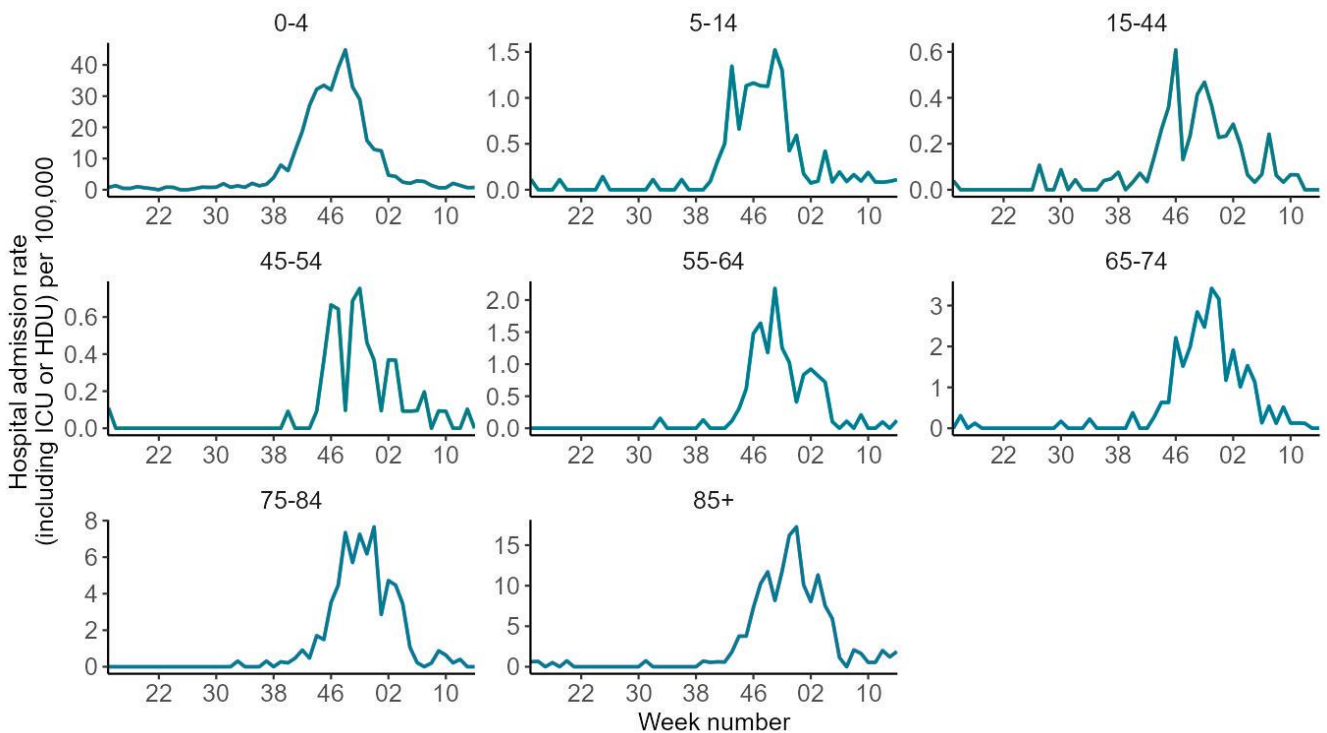 0-4 5-14 15-44
40 30 20 10 0
1.5 1.0 0.5 0.0
0.6 0.4 0.2 0.0
22 30 38 46 02 10 22 30 38 46 02 10 22 30 38 46 02 10
45-54 55-64 65-74
0.6 0.4 0.2 0.0
2.0 1.5 1.0 0.5 0.0
3 2 1 0
22 30 38 46 02 10 22 30 38 46 02 10 22 30 38 46 02 10
75-84 85+
8 6 4 2 0
15 10 5 0
22 30 38 46 02 10 22 30 38 46 02 10
Hospital admission rate
(including ICU or HDU) per 100,000
Week number